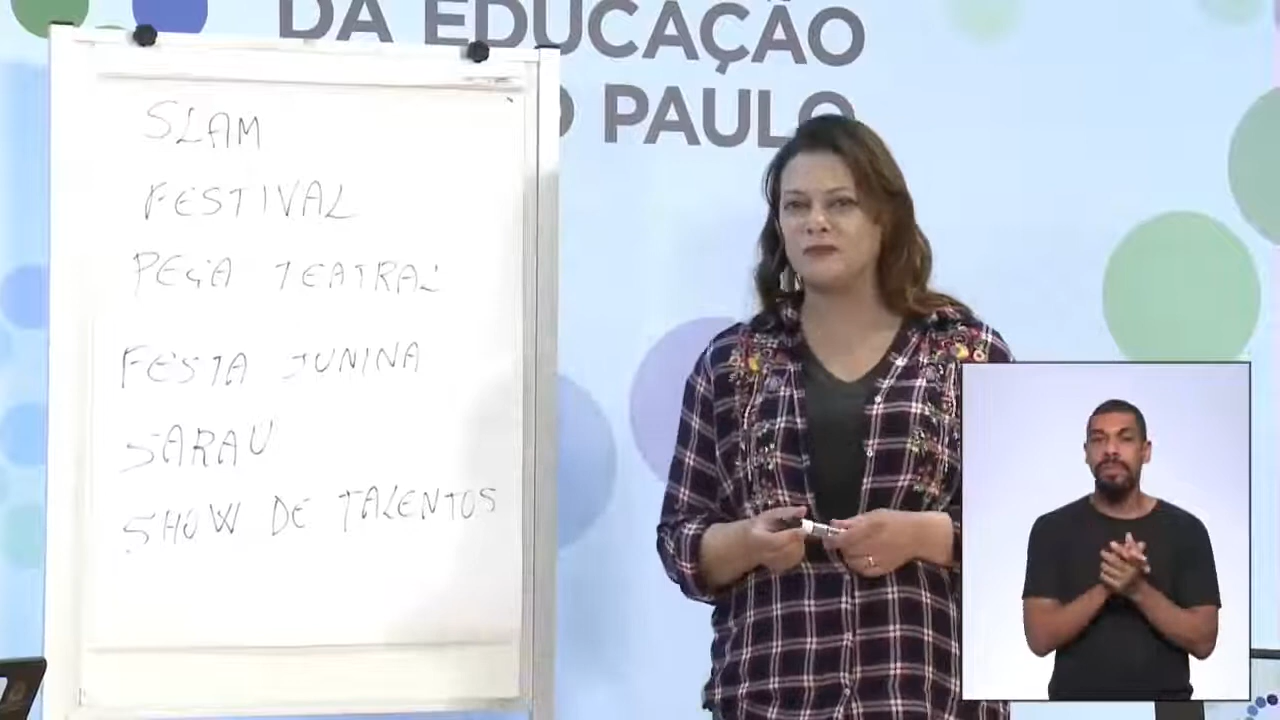 DA EDUCAÇÃO
O PAULO
SLAM
FESTIVAL
PEÇA TEATRAL
FESTA JUNINA
SARAU
SHOW DE TALENTOS